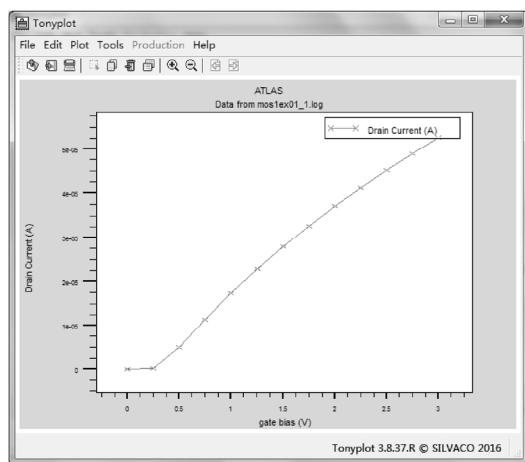 Tonyplot
File Edit Plot Tools Production Help
ATLAS
Data from mos1ex01_1.log
Drain Current (A)
5e-05
4e-05
2e-05
1e-05
0
Drain Current (A)
0
0.5
1
1.5
2
2.5
3
gate bias (V)
Tonyplot 3.8.37.R © SILVACO 2016